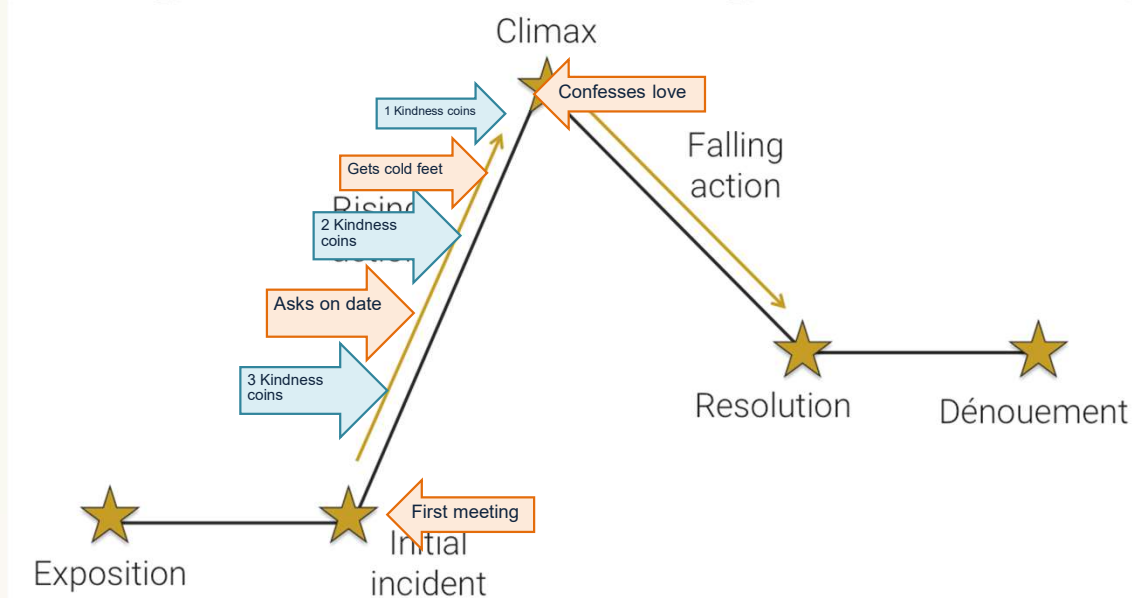 Climax
Confesses love
1 Kindness coins
Falling
action
Gets cold feet
Rising
2 Kindness
coins
Asks on date
3 Kindness
coins
Resolution
Dénouement
First meeting
Initial
incident
Exposition